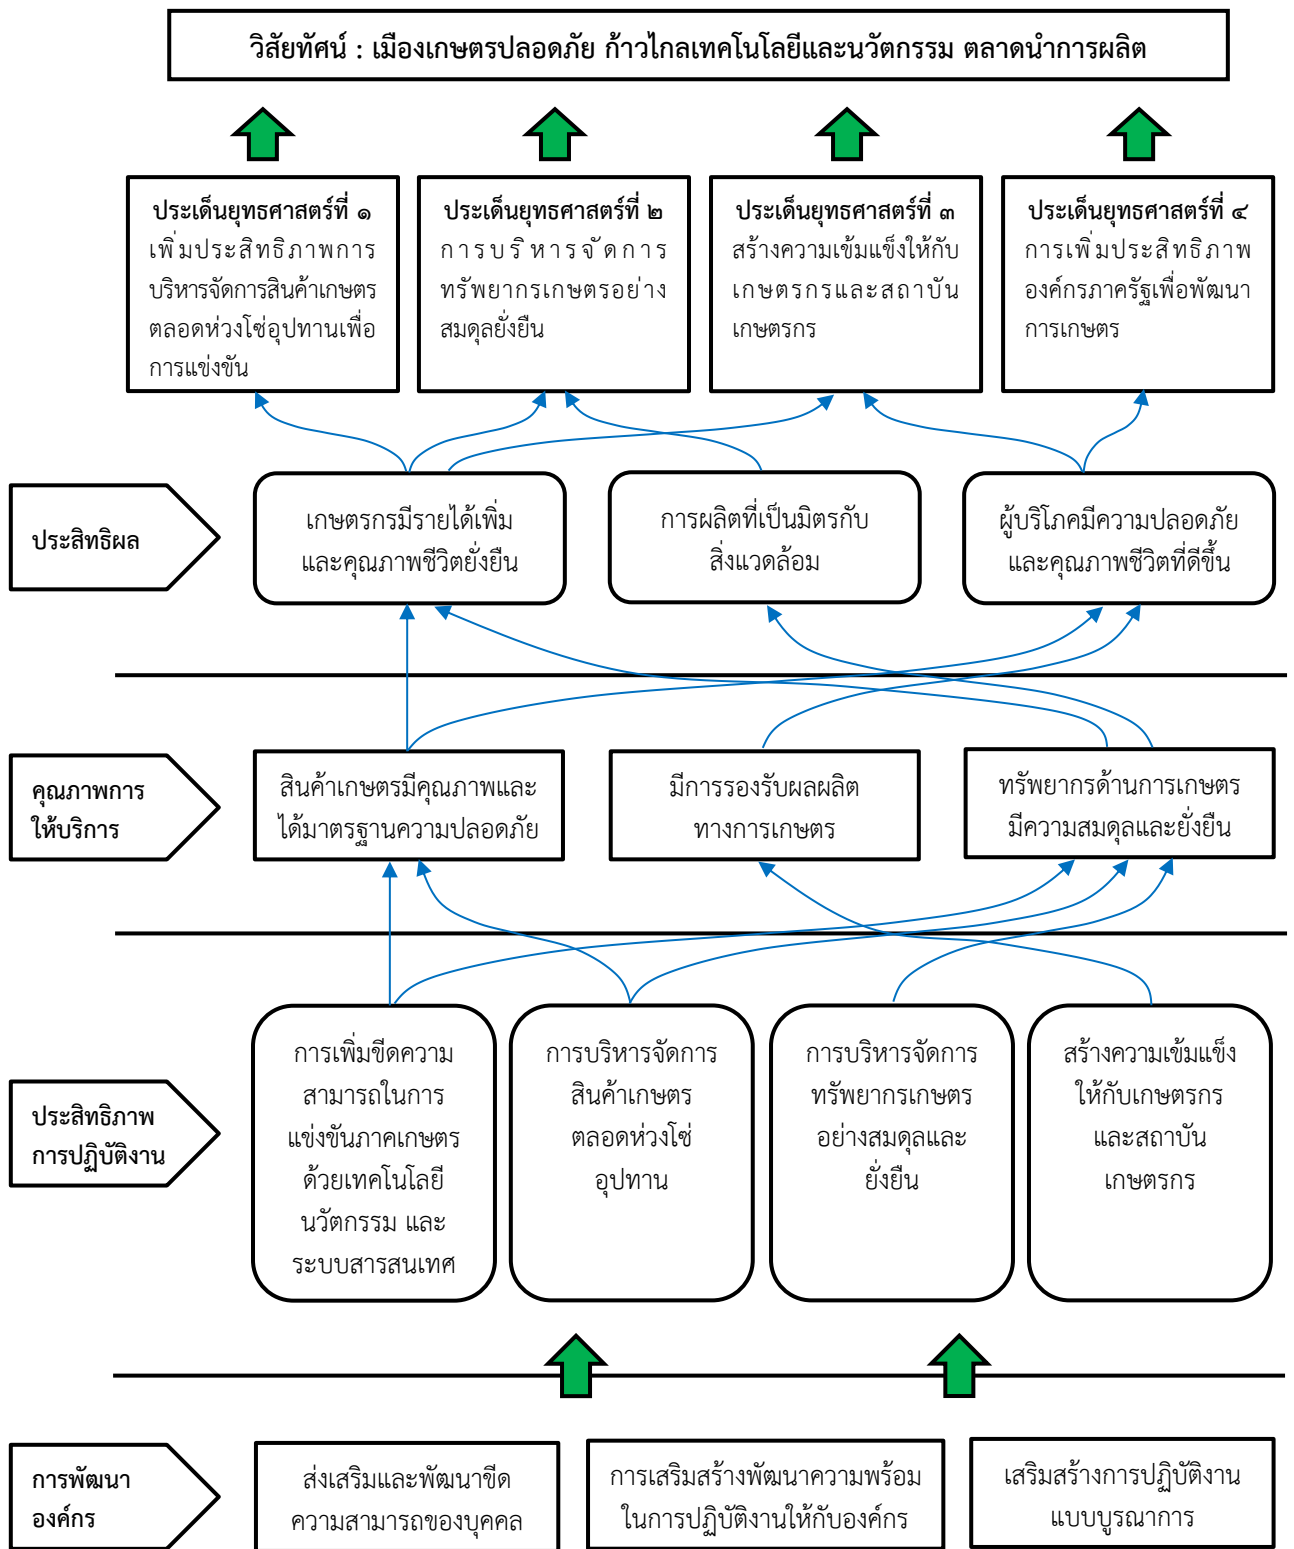 วิสัยทัศน์ : เมืองเกษตรปลอดภัย ก้าวไกลเทคโนโลยีและนวัตกรรม ตลาดนำการผลิต
ประเด็นยุทธศาสตร์ที่ ๑
เพิ่มประสิทธิภาพการ
บริหารจัดการสินค้าเกษตร
ตลอดห่วงโซ่อุปทานเพื่อ
การแข่งขัน
ประเด็นยุทธศาสตร์ที่ ๒
การบริหารจัดการ
ทรัพยากรเกษตรอย่าง
สมดุลยั่งยืน
ประเด็นยุทธศาสตร์ที่ ๓
สร้างความเข้มแข็งให้กับ
เกษตรกรและสถาบัน
เกษตรกร
ประเด็นยุทธศาสตร์ที่ ๔
การเพิ่มประสิทธิภาพ
องค์กรภาครัฐเพื่อพัฒนา
การเกษตร
ประสิทธิผล
เกษตรกรมีรายได้เพิ่ม
และคุณภาพชีวิตยั่งยืน
การผลิตที่เป็นมิตรกับ
สิ่งแวดล้อม
ผู้บริโภคมีความปลอดภัย
และคุณภาพชีวิตที่ดีขึ้น
คุณภาพการ
ให้บริการ
สินค้าเกษตรมีคุณภาพและ
ได้มาตรฐานความปลอดภัย
มีการรองรับผลผลิต
ทางการเกษตร
ทรัพยากรด้านการเกษตร
มีความสมดุลและยั่งยืน
ประสิทธิภาพ
การปฏิบัติงาน
การเพิ่มขีดความ
สามารถในการ
แข่งขันภาคเกษตร
ด้วยเทคโนโลยี
นวัตกรรม และ
ระบบสารสนเทศ
การบริหารจัดการ
สินค้าเกษตร
ตลอดห่วงโซ่
อุปทาน
การบริหารจัดการ
ทรัพยากรเกษตร
อย่างสมดุลและ
ยั่งยืน
สร้างความเข้มแข็ง
ให้กับเกษตรกร
และสถาบัน
เกษตรกร
การพัฒนา
องค์กร
ส่งเสริมและพัฒนาขีด
ความสามารถของบุคคล
การเสริมสร้างพัฒนาความพร้อม
ในการปฏิบัติงานให้กับองค์กร
เสริมสร้างการปฏิบัติงาน
แบบบูรณาการ